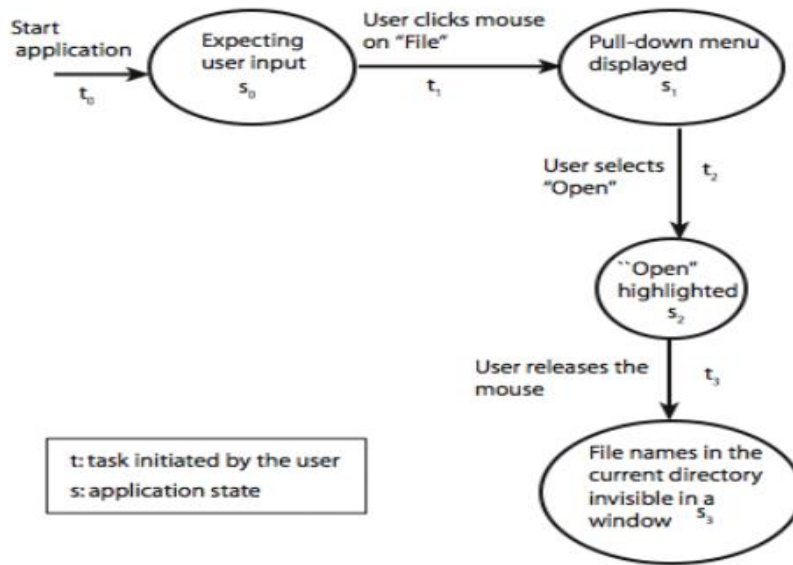 Start
application
t₀
Expecting
user input
s₀
User clicks mouse
on “File”
t₁
Pull-down menu
displayed
s₁
User selects
“Open”
t₂
``Open”
highlighted
s₂
User releases the
mouse
t₃
File names in the
current directory
invisible in a
window s₃
t: task initiated by the user
s: application state